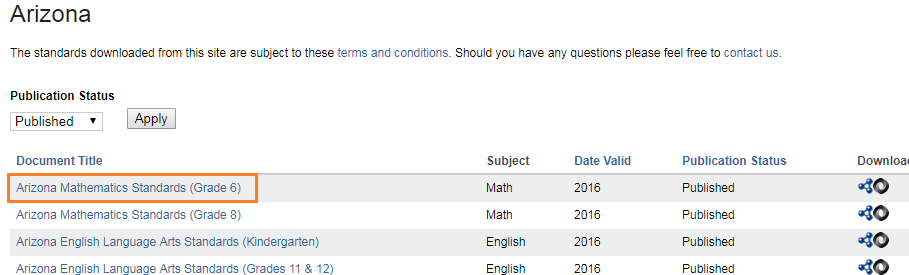 Arizona
The standards downloaded from this site are subject to these terms and conditions. Should you have any questions please feel free to contact us.
Publication Status
Published Apply
Document Title Subject Date Valid Publication Status Downloa
Arizona Mathematics Standards (Grade 6) Math 2016 Published
Arizona Mathematics Standards (Grade 8) Math 2016 Published
Arizona English Language Arts Standards (Kindergarten) English 2016 Published
Arizona English Language Arts Standards (Grades 11 & 12) English 2016 Published